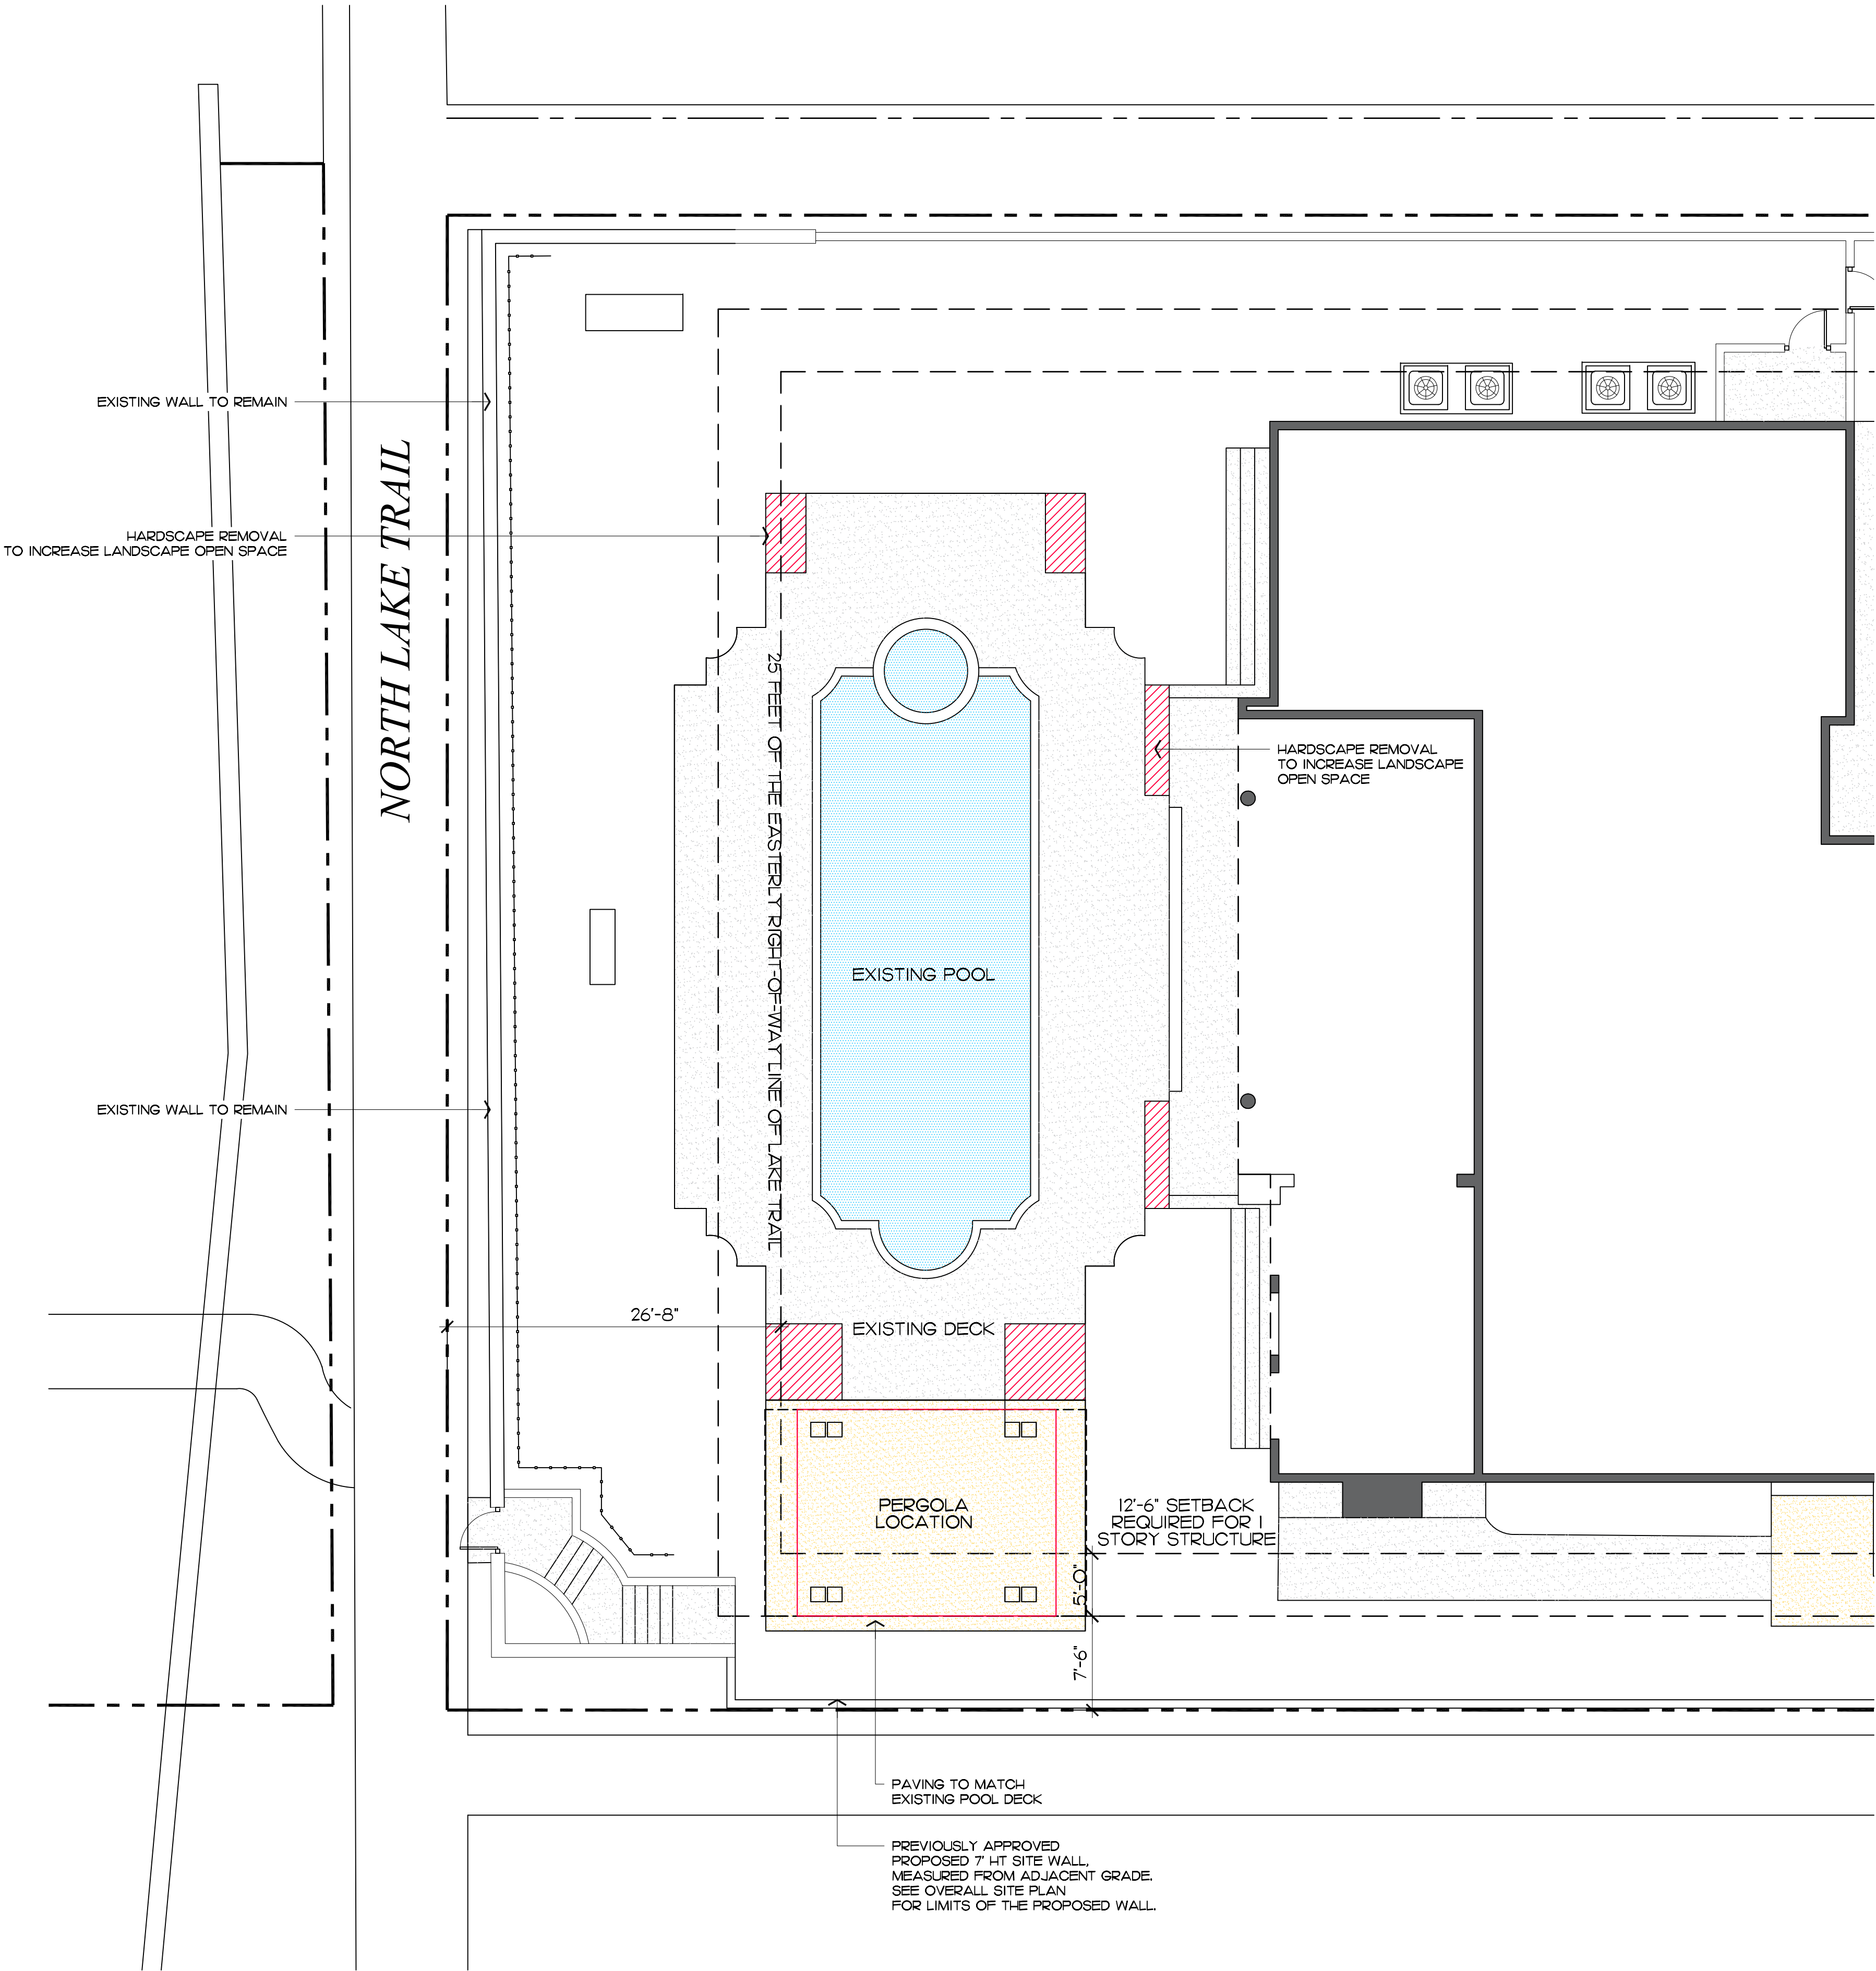 EXISTING WALL TO REMAIN
HARDSCAPE REMOVAL
TO INCREASE LANDSCAPE OPEN SPACE
NORTH LAKE TRAIL
25 FEET OF THE EASTERLY RIGHT-OF-WAY LINE OF LAKE TRAIL
HARDSCAPE REMOVAL
TO INCREASE LANDSCAPE
OPEN SPACE
EXISTING POOL
EXISTING WALL TO REMAIN
26'-8"
EXISTING DECK
PERGOLA
LOCATION
12'-6" SETBACK
REQUIRED FOR 1
STORY STRUCTURE
5'-0"
7'-6"
PAVING TO MATCH
EXISTING POOL DECK
PREVIOUSLY APPROVED
PROPOSED 7' HT SITE WALL,
MEASURED FROM ADJACENT GRADE.
SEE OVERALL SITE PLAN
FOR LIMITS OF THE PROPOSED WALL.